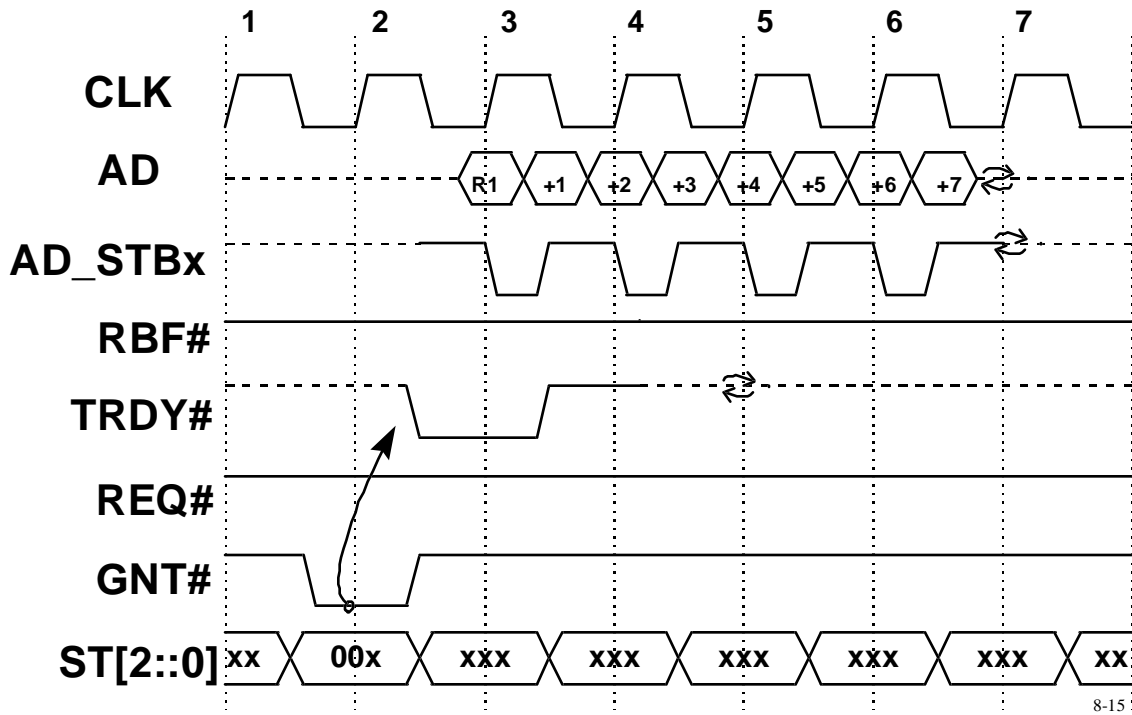 1 2 3 4 5 6 7
CLK
AD
R1 +1 +2 +3 +4 +5 +6 +7
AD_STBx
RBF#
TRDY#
REQ#
GNT#
ST[2::0] xx 00x xxx xxx xxx xxx xxx xx
8-15